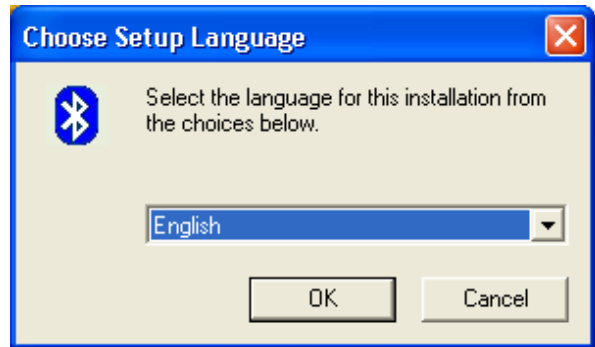 Choose Setup Language
Select the language for this installation from
the choices below.
English
OK
Cancel